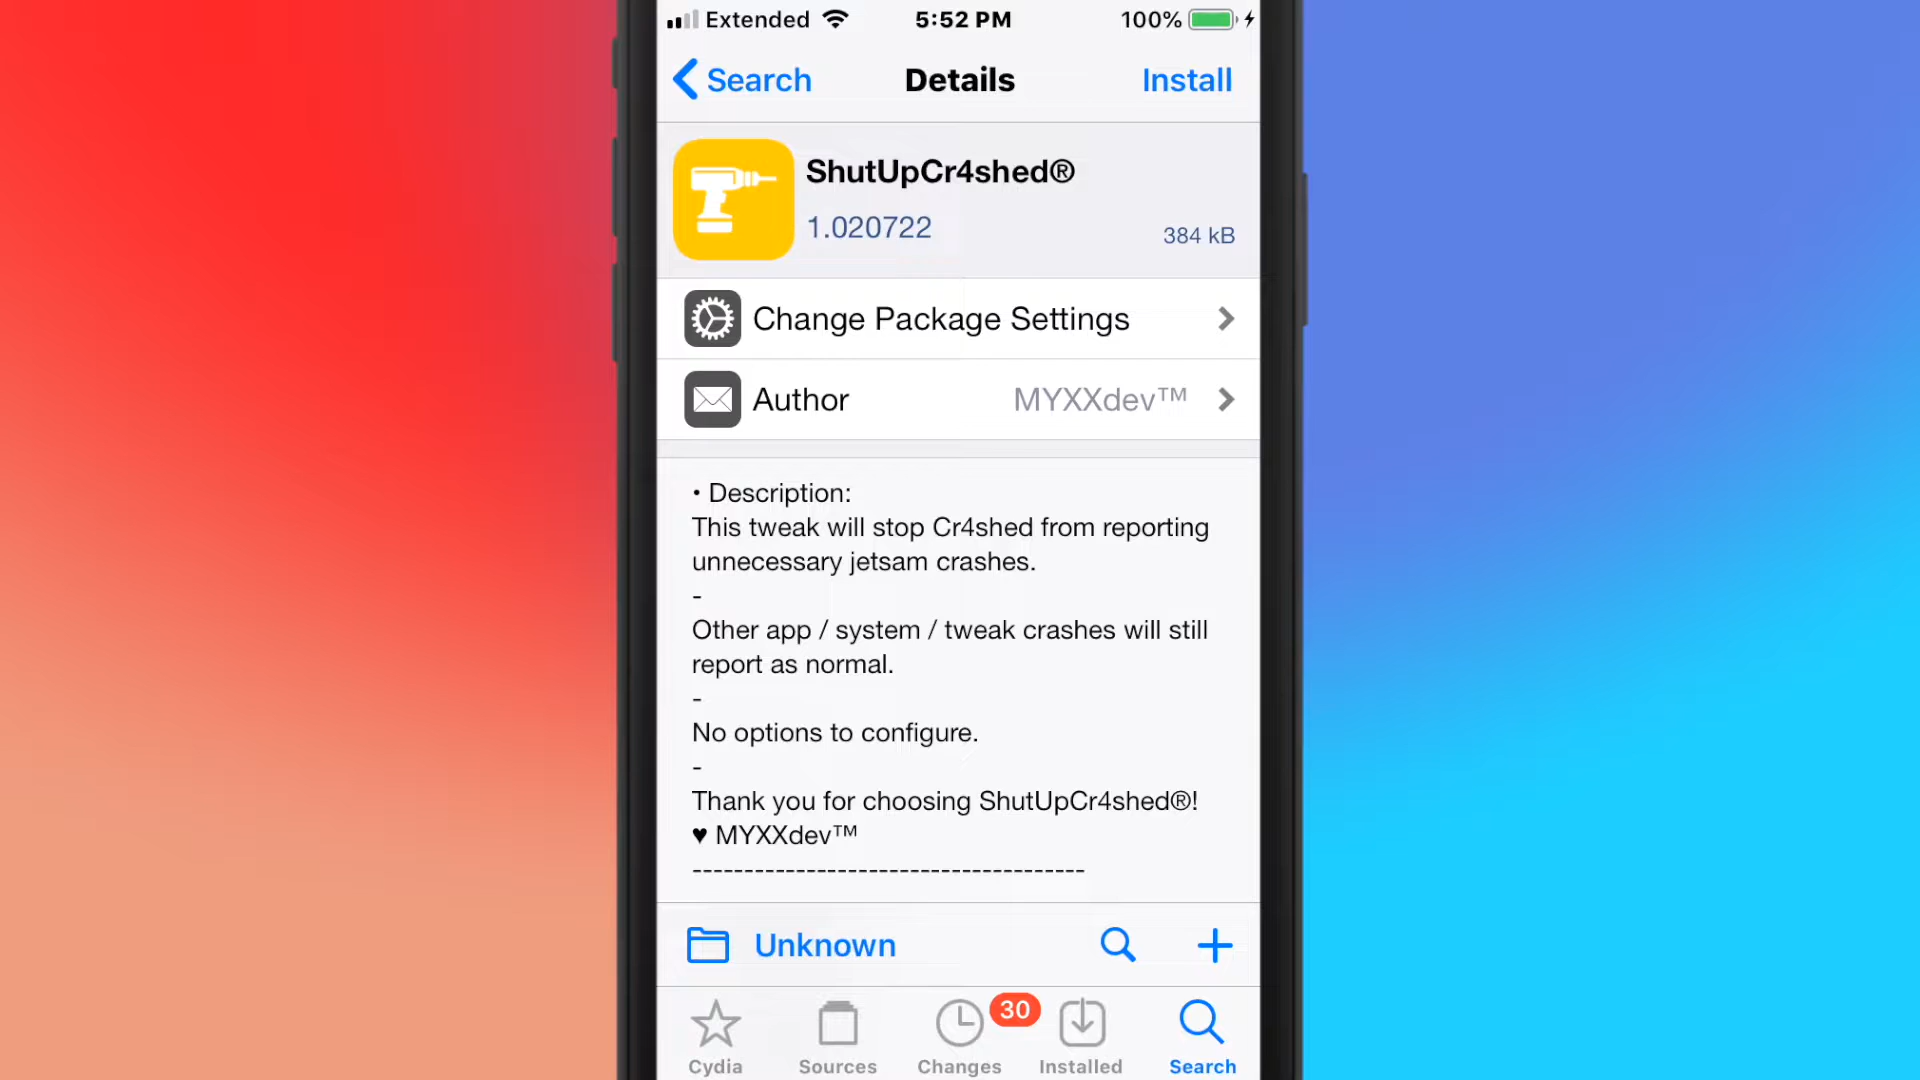 Extended 5:52 PM 100%
Search Details Install
ShutUpCr4shed®
1.020722
384 kB
Change Package Settings
Author MYXXdev™
• Description:
This tweak will stop Cr4shed from reporting
unnecessary jetsam crashes.
-
Other app / system / tweak crashes will still
report as normal.
-
No options to configure.
-
Thank you for choosing ShutUpCr4shed®!
♥ MYXXdev™
--------------------------------------
Unknown
30
Cydia Sources Changes Installed Search